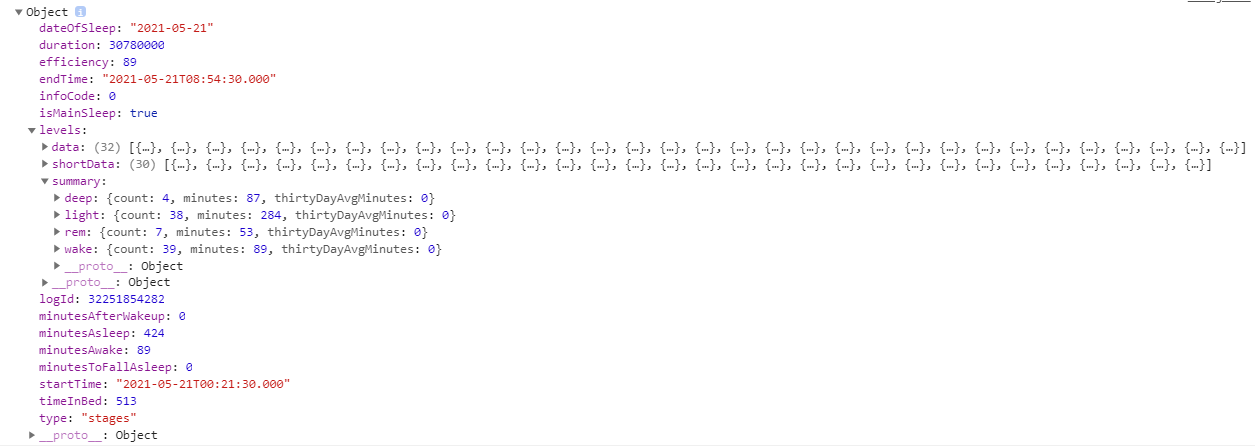 Object i
dateOfSleep: "2021-05-21"
duration: 30780000
efficiency: 89
endTime: "2021-05-21T08:54:30.000"
infoCode: 0
isMainSleep: true
levels:
data: (32) [{…}, {…}, {…}, {…}, {…}, {…}, {…}, {…}, {…}, {…}, {…}, {…}, {…}, {…}, {…}, {…}, {…}, {…}, {…}, {…}, {…}, {…}, {…}, {…}, {…}, {…}, {…}, {…}, {…}, {…}, {…}, {…}]
shortData: (30) [{…}, {…}, {…}, {…}, {…}, {…}, {…}, {…}, {…}, {…}, {…}, {…}, {…}, {…}, {…}, {…}, {…}, {…}, {…}, {…}, {…}, {…}, {…}, {…}, {…}, {…}, {…}, {…}, {…}, {…}]
summary:
deep: {count: 4, minutes: 87, thirtyDayAvgMinutes: 0}
light: {count: 38, minutes: 284, thirtyDayAvgMinutes: 0}
rem: {count: 7, minutes: 53, thirtyDayAvgMinutes: 0}
wake: {count: 39, minutes: 89, thirtyDayAvgMinutes: 0}
__proto__: Object
__proto__: Object
logId: 32251854282
minutesAfterWakeup: 0
minutesAsleep: 424
minutesAwake: 89
minutesToFallAsleep: 0
startTime: "2021-05-21T00:21:30.000"
timeInBed: 513
type: "stages"
__proto__: Object